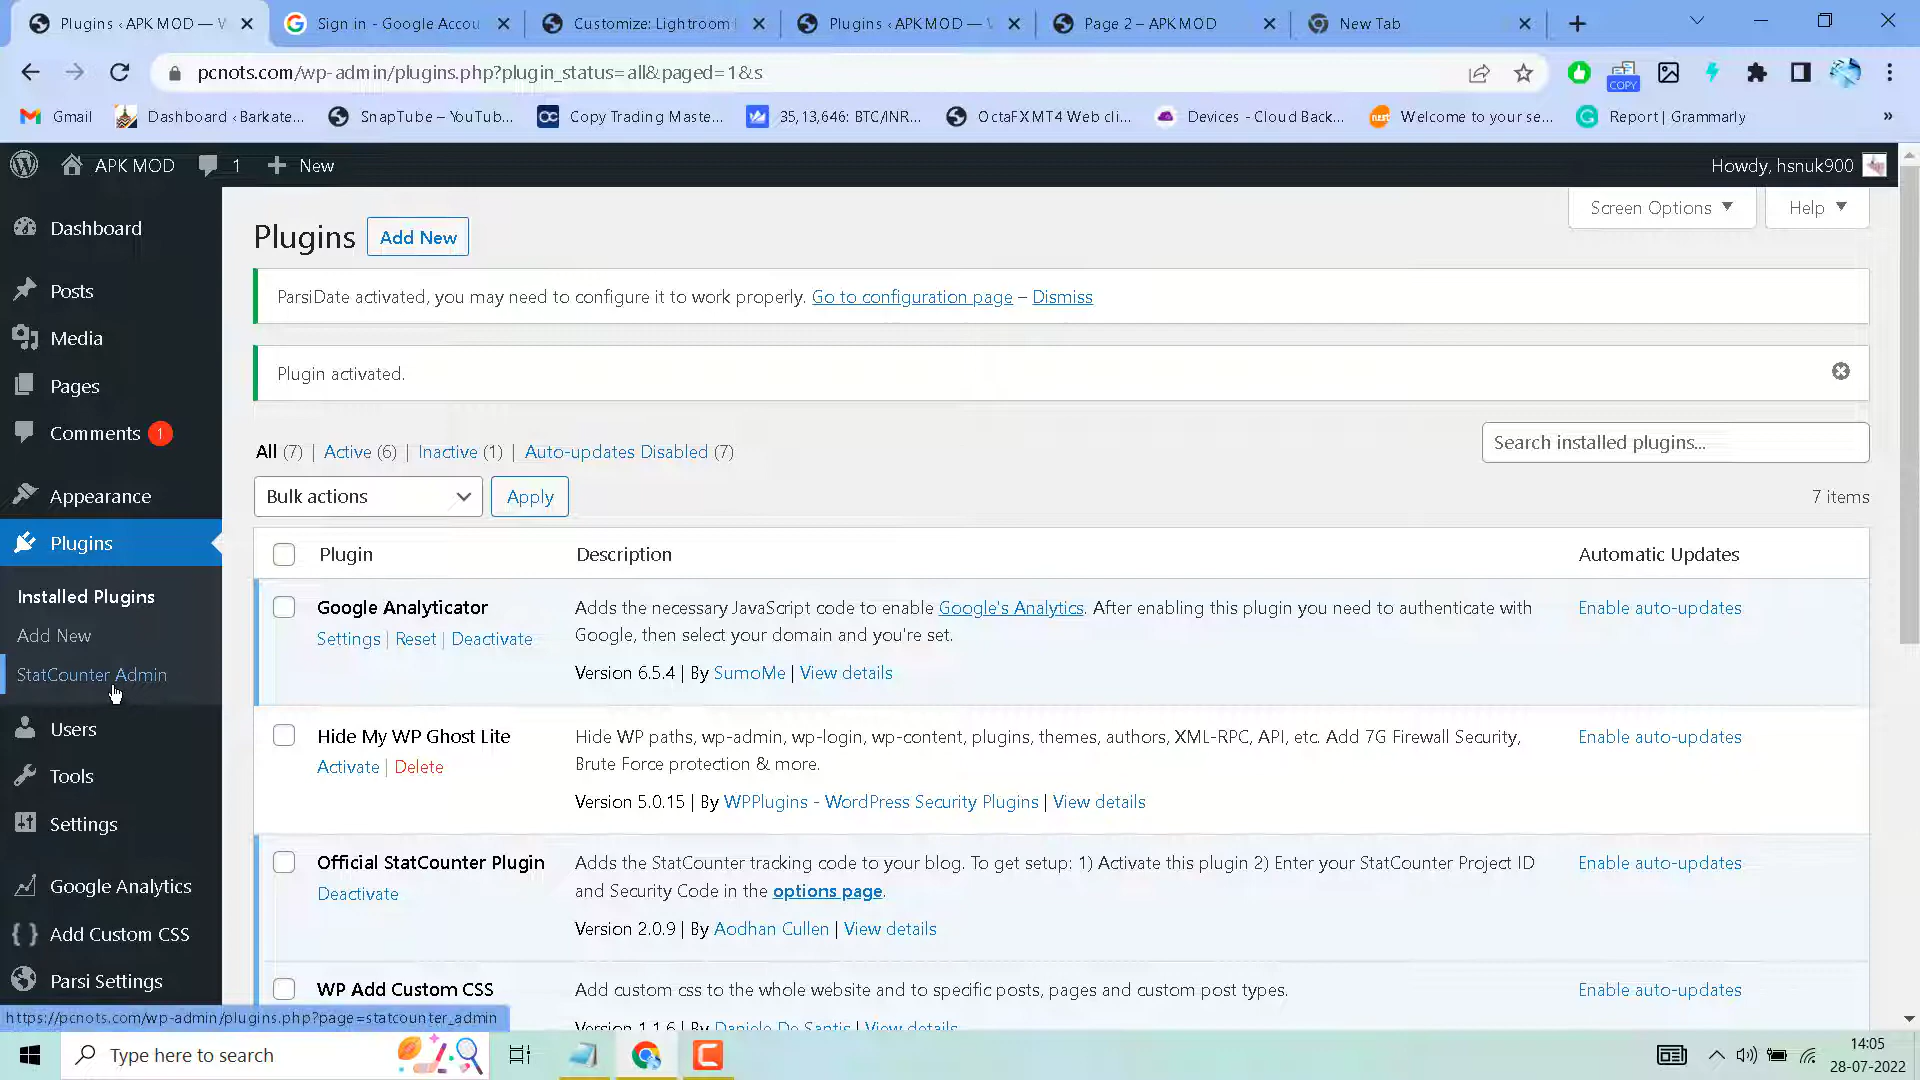 Plugins ‹ APK MOD — W
Sign in - Google Accou
Customize: Lightroom
Plugins ‹ APK MOD — W
Page 2 – APK MOD
New Tab
pcnots.com/wp-admin/plugins.php?plugin_status=all&paged=1&s
COPY
Gmail
Dashboard ‹ Barkate...
SnapTube – YouTub...
Copy Trading Maste...
35,13,646: BTC/INR...
OctaFX MT4 Web cli...
Devices - Cloud Back...
Welcome to your se...
Report | Grammarly
»
APK MOD
1
+ New
Howdy, hsnuk900
Screen Options
Help
Dashboard
Posts
Media
Pages
Comments 1
Appearance
Plugins
Installed Plugins
Add New
StatCounter Admin
Users
Tools
Settings
Google Analytics
Add Custom CSS
Parsi Settings
Plugins
Add New
ParsiDate activated, you may need to configure it to work properly. Go to configuration page – Dismiss
Plugin activated.
All (7) | Active (6) | Inactive (1) | Auto-updates Disabled (7)
Search installed plugins...
Bulk actions
Apply
7 items
Plugin
Description
Automatic Updates
Google Analyticator
Settings | Reset | Deactivate
Adds the necessary JavaScript code to enable Google's Analytics. After enabling this plugin you need to authenticate with
Google, then select your domain and you're set.
Version 6.5.4 | By SumoMe | View details
Enable auto-updates
Hide My WP Ghost Lite
Activate | Delete
Hide WP paths, wp-admin, wp-login, wp-content, plugins, themes, authors, XML-RPC, API, etc. Add 7G Firewall Security,
Brute Force protection & more.
Version 5.0.15 | By WPPlugins - WordPress Security Plugins | View details
Enable auto-updates
Official StatCounter Plugin
Deactivate
Adds the StatCounter tracking code to your blog. To get setup: 1) Activate this plugin 2) Enter your StatCounter Project ID
and Security Code in the options page.
Version 2.0.9 | By Aodhan Cullen | View details
Enable auto-updates
WP Add Custom CSS
Add custom css to the whole website and to specific posts, pages and custom post types.
Version 1.1.6 | By Daniele De Santis | View details
Enable auto-updates
https://pcnots.com/wp-admin/plugins.php?page=statcounter_admin
Type here to search
14:05
28-07-2022